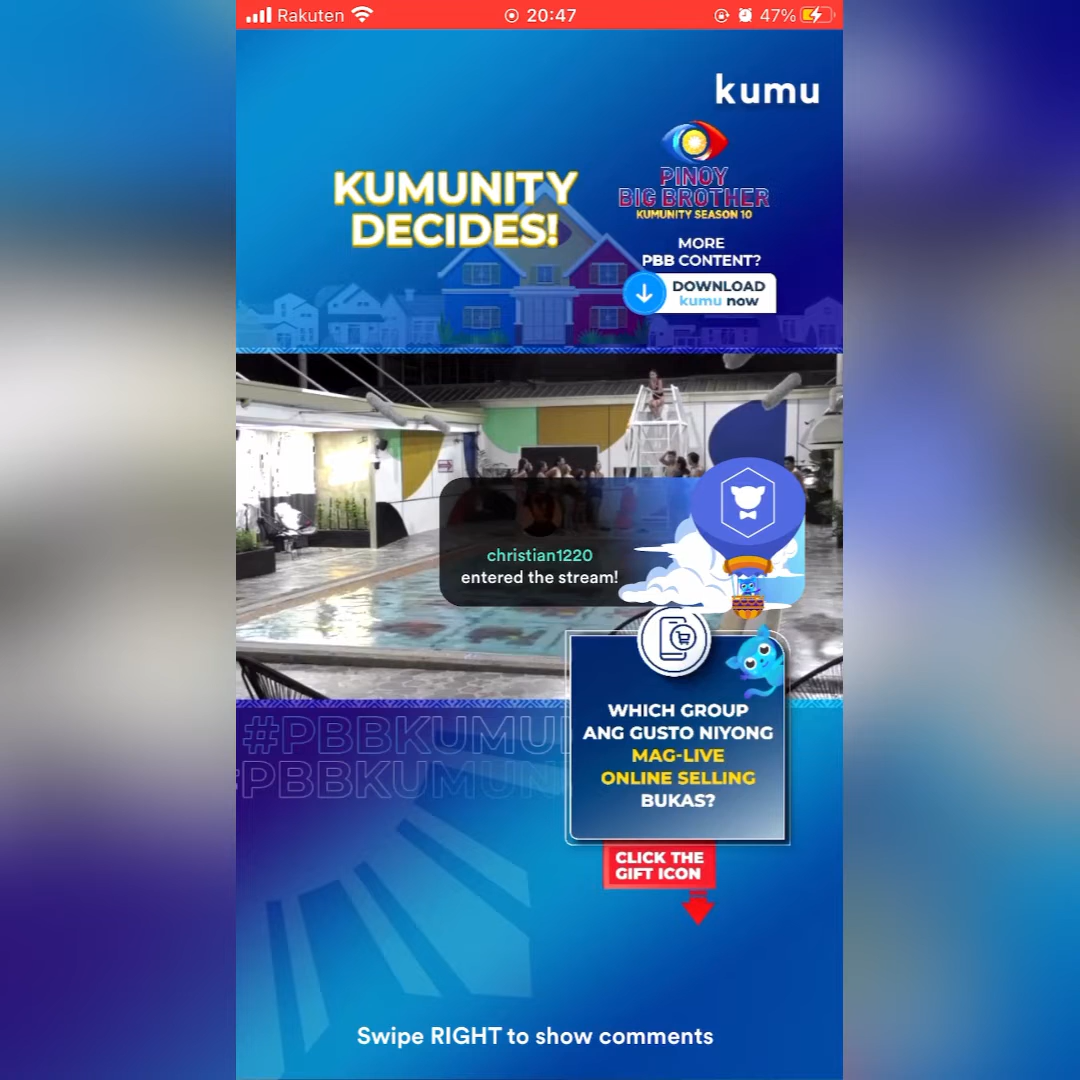 Rakuten
20:47
47%
kumu
KUMUNITY
DECIDES!
PINOY
BIG BROTHER
KUMUNITY SEASON 10
MORE
PBB CONTENT?
DOWNLOAD
kumu now
christian1220
entered the stream!
WHICH GROUP
ANG GUSTO NIYONG
MAG-LIVE
ONLINE SELLING
BUKAS?
#PBBKUMUN
#PBBKUMUN
CLICK THE
GIFT ICON
Swipe RIGHT to show comments